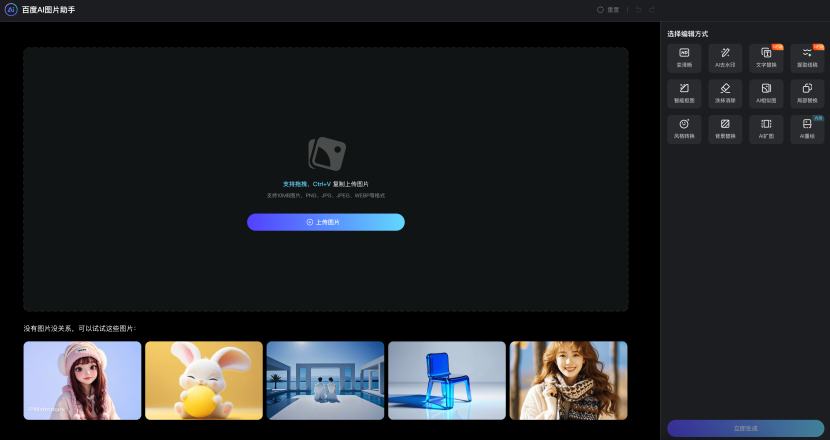 百度AI图片助手
重置
支持拖拽、Ctrl+V 复制上传图片
支持10MB图片，PNG、JPG、JPEG、WEBP等格式
上传图片
没有图片没关系，可以试试这些图片：
选择编辑方式
变清晰
AI去水印
文字替换
提取线稿
智能抠图
涂抹消除
AI相似图
局部替换
风格转换
背景替换
AI扩图
AI重绘
立即生成